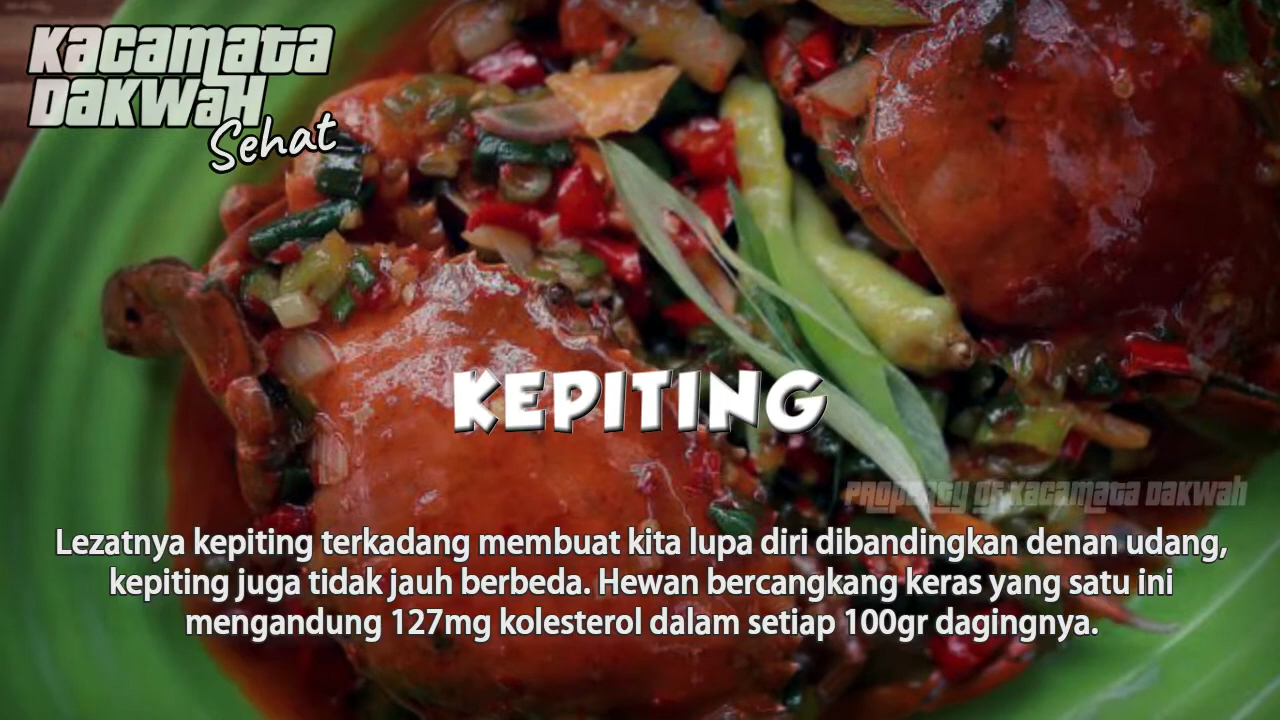 Kacamata
Dakwah
Sehat
KEPITING
Property of Kacamata Dakwah
Lezatnya kepiting terkadang membuat kita lupa diri dibandingkan denan udang,
kepiting juga tidak jauh berbeda. Hewan bercangkang keras yang satu ini
mengandung 127mg kolesterol dalam setiap 100gr dagingnya.